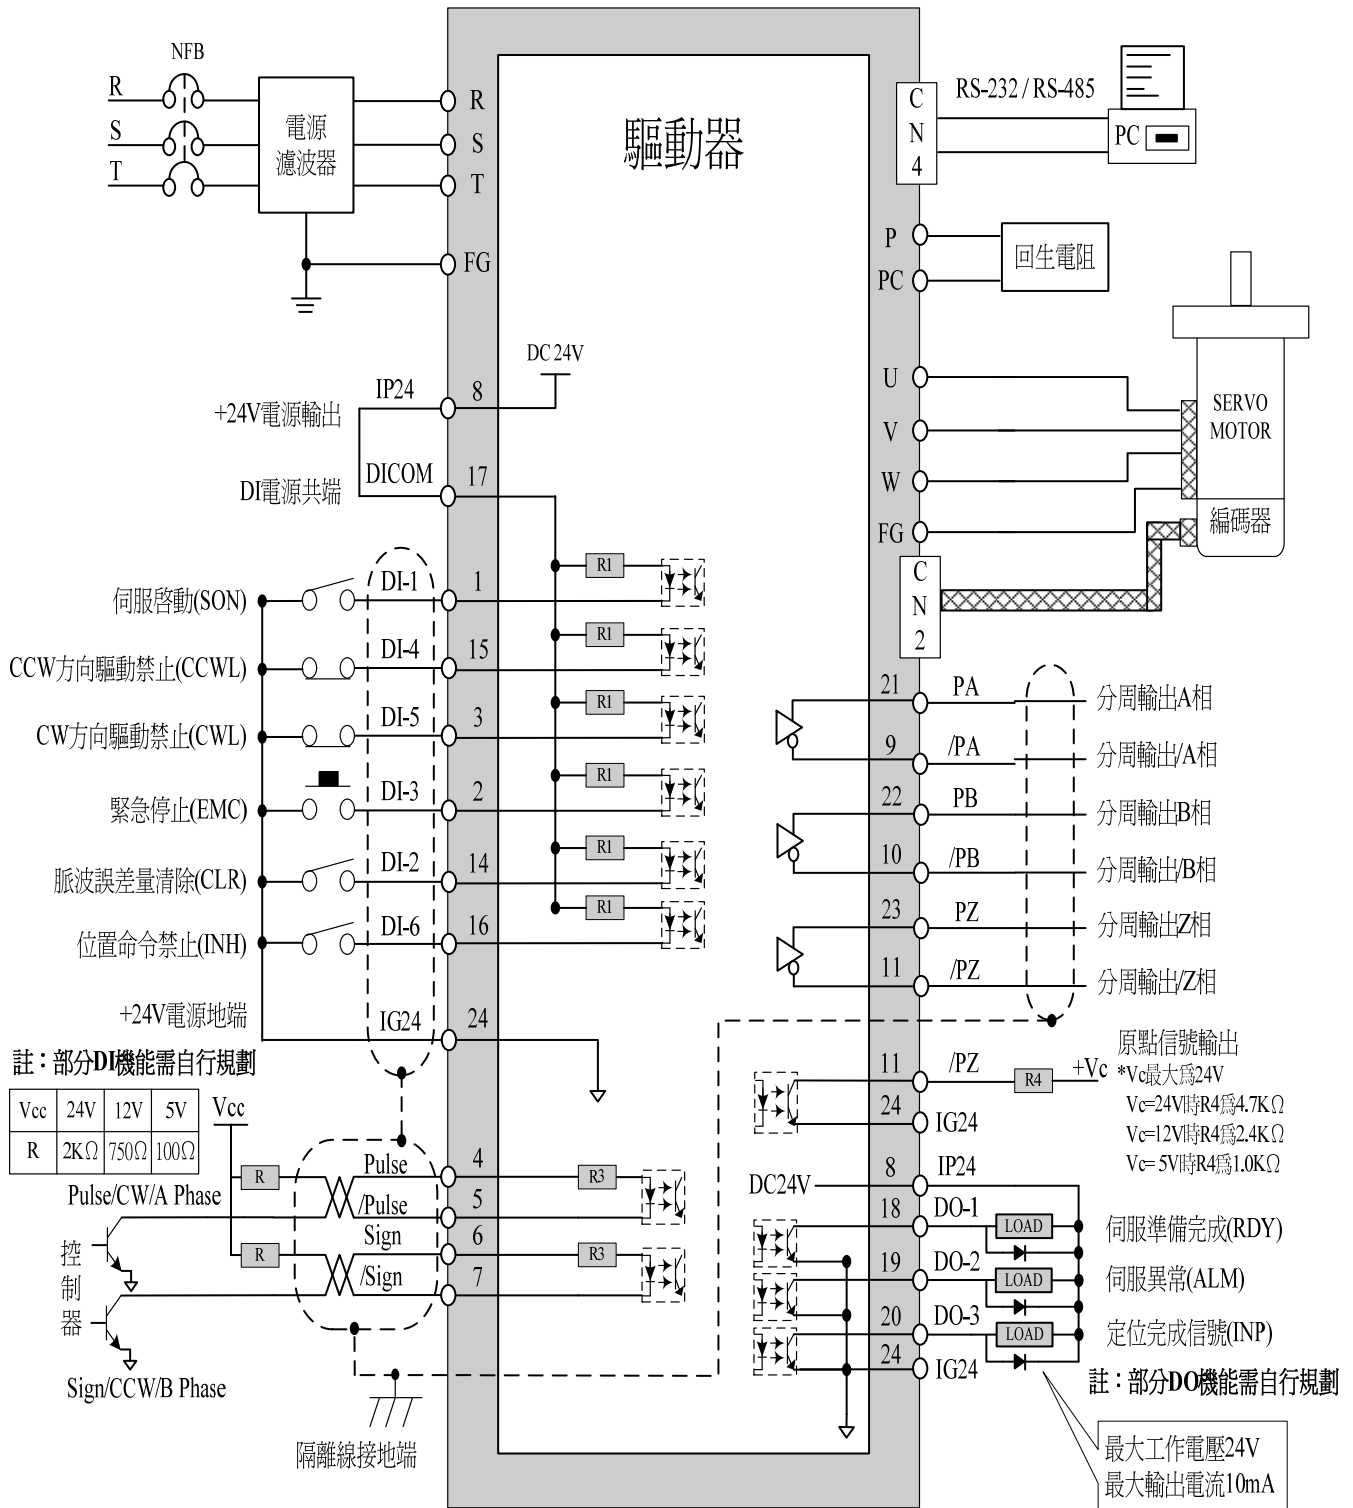 NFB
R
S
T
電源
濾波器
R
S
T
FG
驅動器
C
N
4
RS-232 / RS-485
PC
P
PC
回生電阻
U
V
W
FG
SERVO
MOTOR
編碼器
C
N
2
DC 24V
+24V電源輸出
IP24
8
DI電源共端
DICOM
17
伺服啓動(SON)
DI-1
1
R1
CCW方向驅動禁止(CCWL)
DI-4
15
R1
CW方向驅動禁止(CWL)
DI-5
3
R1
緊急停止(EMC)
DI-3
2
R1
脈波誤差量清除(CLR)
DI-2
14
R1
位置命令禁止(INH)
DI-6
16
R1
+24V電源地端
IG24
24
註：部分DI機能需自行規劃
Vcc 24V 12V 5V
R 2KΩ 750Ω 100Ω
Vcc
R
Pulse
4
R3
Pulse/CW/A Phase
/Pulse
5
R
Sign
6
R3
/Sign
7
控制器
Sign/CCW/B Phase
隔離線接地端
21
PA
分周輸出A相
9
/PA
分周輸出/A相
22
PB
分周輸出B相
10
/PB
分周輸出/B相
23
PZ
分周輸出Z相
11
/PZ
分周輸出/Z相
11
/PZ
R4
+Vc
24
IG24
原點信號輸出
*Vc最大爲24V
Vc=24V時R4爲4.7KΩ
Vc=12V時R4爲2.4KΩ
Vc= 5V時R4爲1.0KΩ
DC24V
8
IP24
18
DO-1
LOAD
伺服準備完成(RDY)
19
DO-2
LOAD
伺服異常(ALM)
20
DO-3
LOAD
定位完成信號(INP)
24
IG24
註：部分DO機能需自行規劃
最大工作電壓24V
最大輸出電流10mA